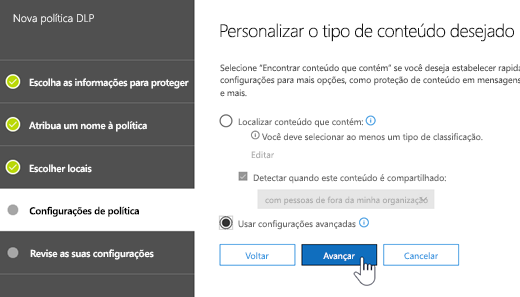 Nova política DLP
Escolha as informações para proteger
Atribua um nome à política
Escolher locais
Configurações de política
Revise as suas configurações
Personalizar o tipo de conteúdo desejado
Selecione "Encontrar conteúdo que contém" se você deseja estabelecer rapida
configurações para mais opções, como proteção de conteúdo em mensagens
e mais.
Localizar conteúdo que contém:
Você deve selecionar ao menos um tipo de classificação.
Editar
Detectar quando este conteúdo é compartilhado:
com pessoas de fora da minha organização
Usar configurações avançadas
Voltar
Avançar
Cancelar